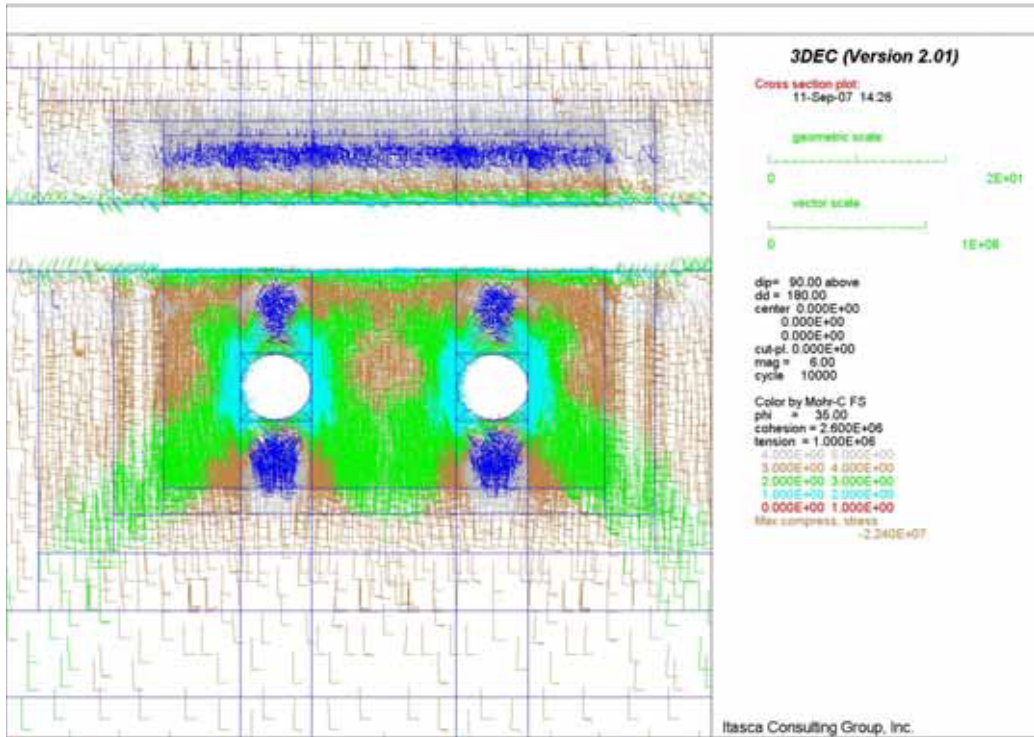 3DEC (Version 2.01)
Cross section plot:
11-Sep-07 14:26
geometric scale
0 2E+01
vector scale
0 1E+08
dip= 90.00 above
dd = 180.00
center 0.000E+00
0.000E+00
0.000E+00
cut-pl. 0.000E+00
mag = 6.00
cycle 10000
Color by Mohr-C FS
phi = 35.00
cohesion = 2.600E+06
tension = 1.000E+06
4.000E+00 5.000E+00
3.000E+00 4.000E+00
2.000E+00 3.000E+00
1.000E+00 2.000E+00
0.000E+00 1.000E+00
Max compress. stress
-2.240E+07
Itasca Consulting Group, Inc.